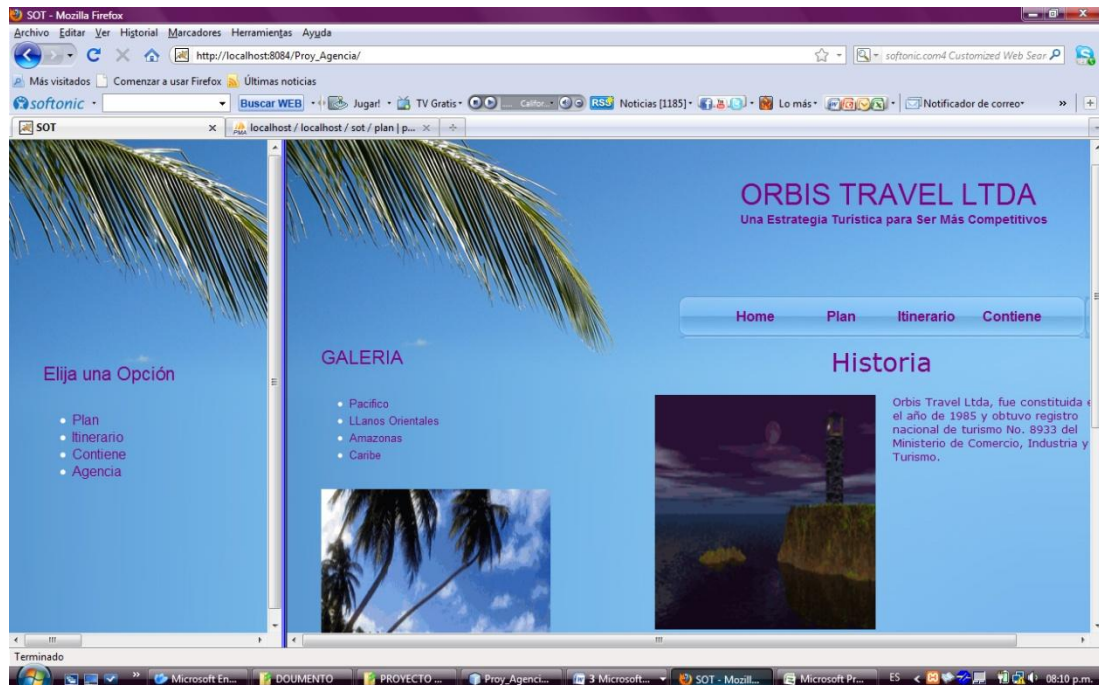 SOT - Mozilla Firefox
Archivo Editar Ver Historial Marcadores Herramientas Ayuda
http://localhost:8084/Proy_Agencia/
softonic.com4 Customized Web Sear
Más visitados Comenzar a usar Firefox Últimas noticias
softonic Buscar WEB Jugar! TV Gratis RSS Noticias [1185] Lo más Notificador de correo »
SOT
localhost / localhost / sot / plan | p...
ORBIS TRAVEL LTDA
Una Estrategia Turística para Ser Más Competitivos
Home Plan Itinerario Contiene
Elija una Opción
Plan
Itinerario
Contiene
Agencia
GALERIA
Pacifico
LLanos Orientales
Amazonas
Caribe
Historia
Orbis Travel Ltda, fue constituida e
el año de 1985 y obtuvo registro
nacional de turismo No. 8933 del
Ministerio de Comercio, Industria y
Turismo.
Terminado
Microsoft En... DOUMENTO PROYECTO ... Proy_Agenci... 3 Microsoft... SOT - Mozill... Microsoft Pr... ES 08:10 p.m.